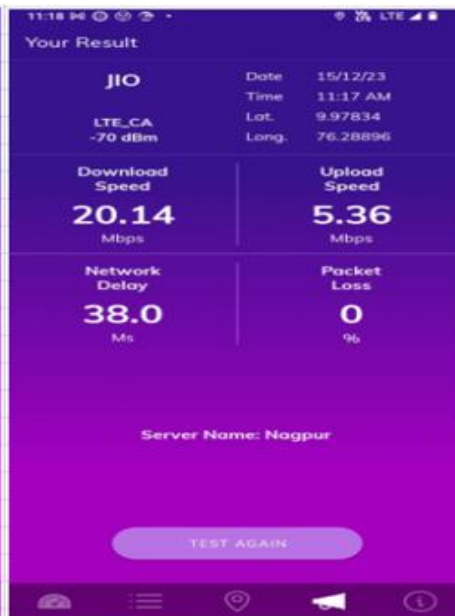 11:18
LTE
Your Result
JIO
LTE_CA
-70 dBm
Date 15/12/23
Time 11:17 AM
Lat. 9.97834
Long. 76.28896
Download Speed
20.14
Mbps
Upload Speed
5.36
Mbps
Network Delay
38.0
Ms
Packet Loss
0
%
Server Name: Nagpur
TEST AGAIN